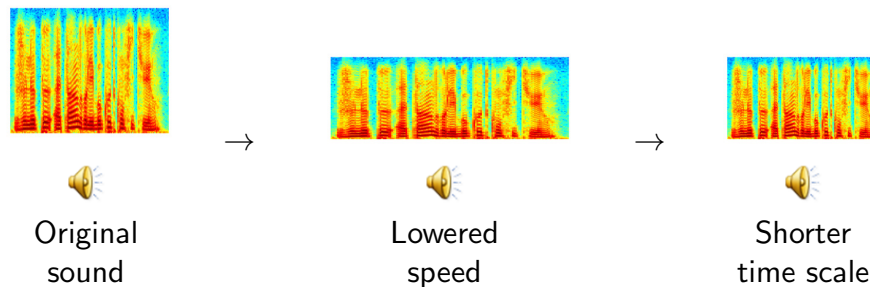 Original
sound
→
Lowered
speed
→
Shorter
time scale